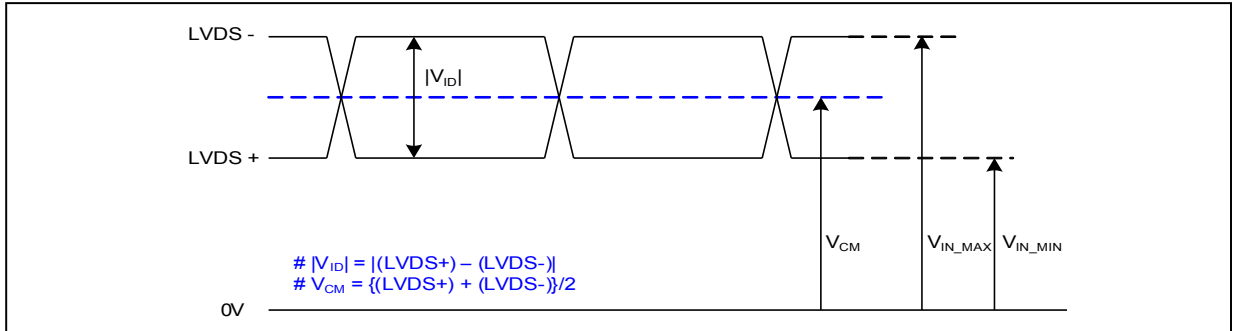 LVDS -
|VID|
LVDS +
VCM
VIN_MAX
VIN_MIN
# |VID| = |(LVDS+) – (LVDS-)|
# VCM = {(LVDS+) + (LVDS-)}/2
0V